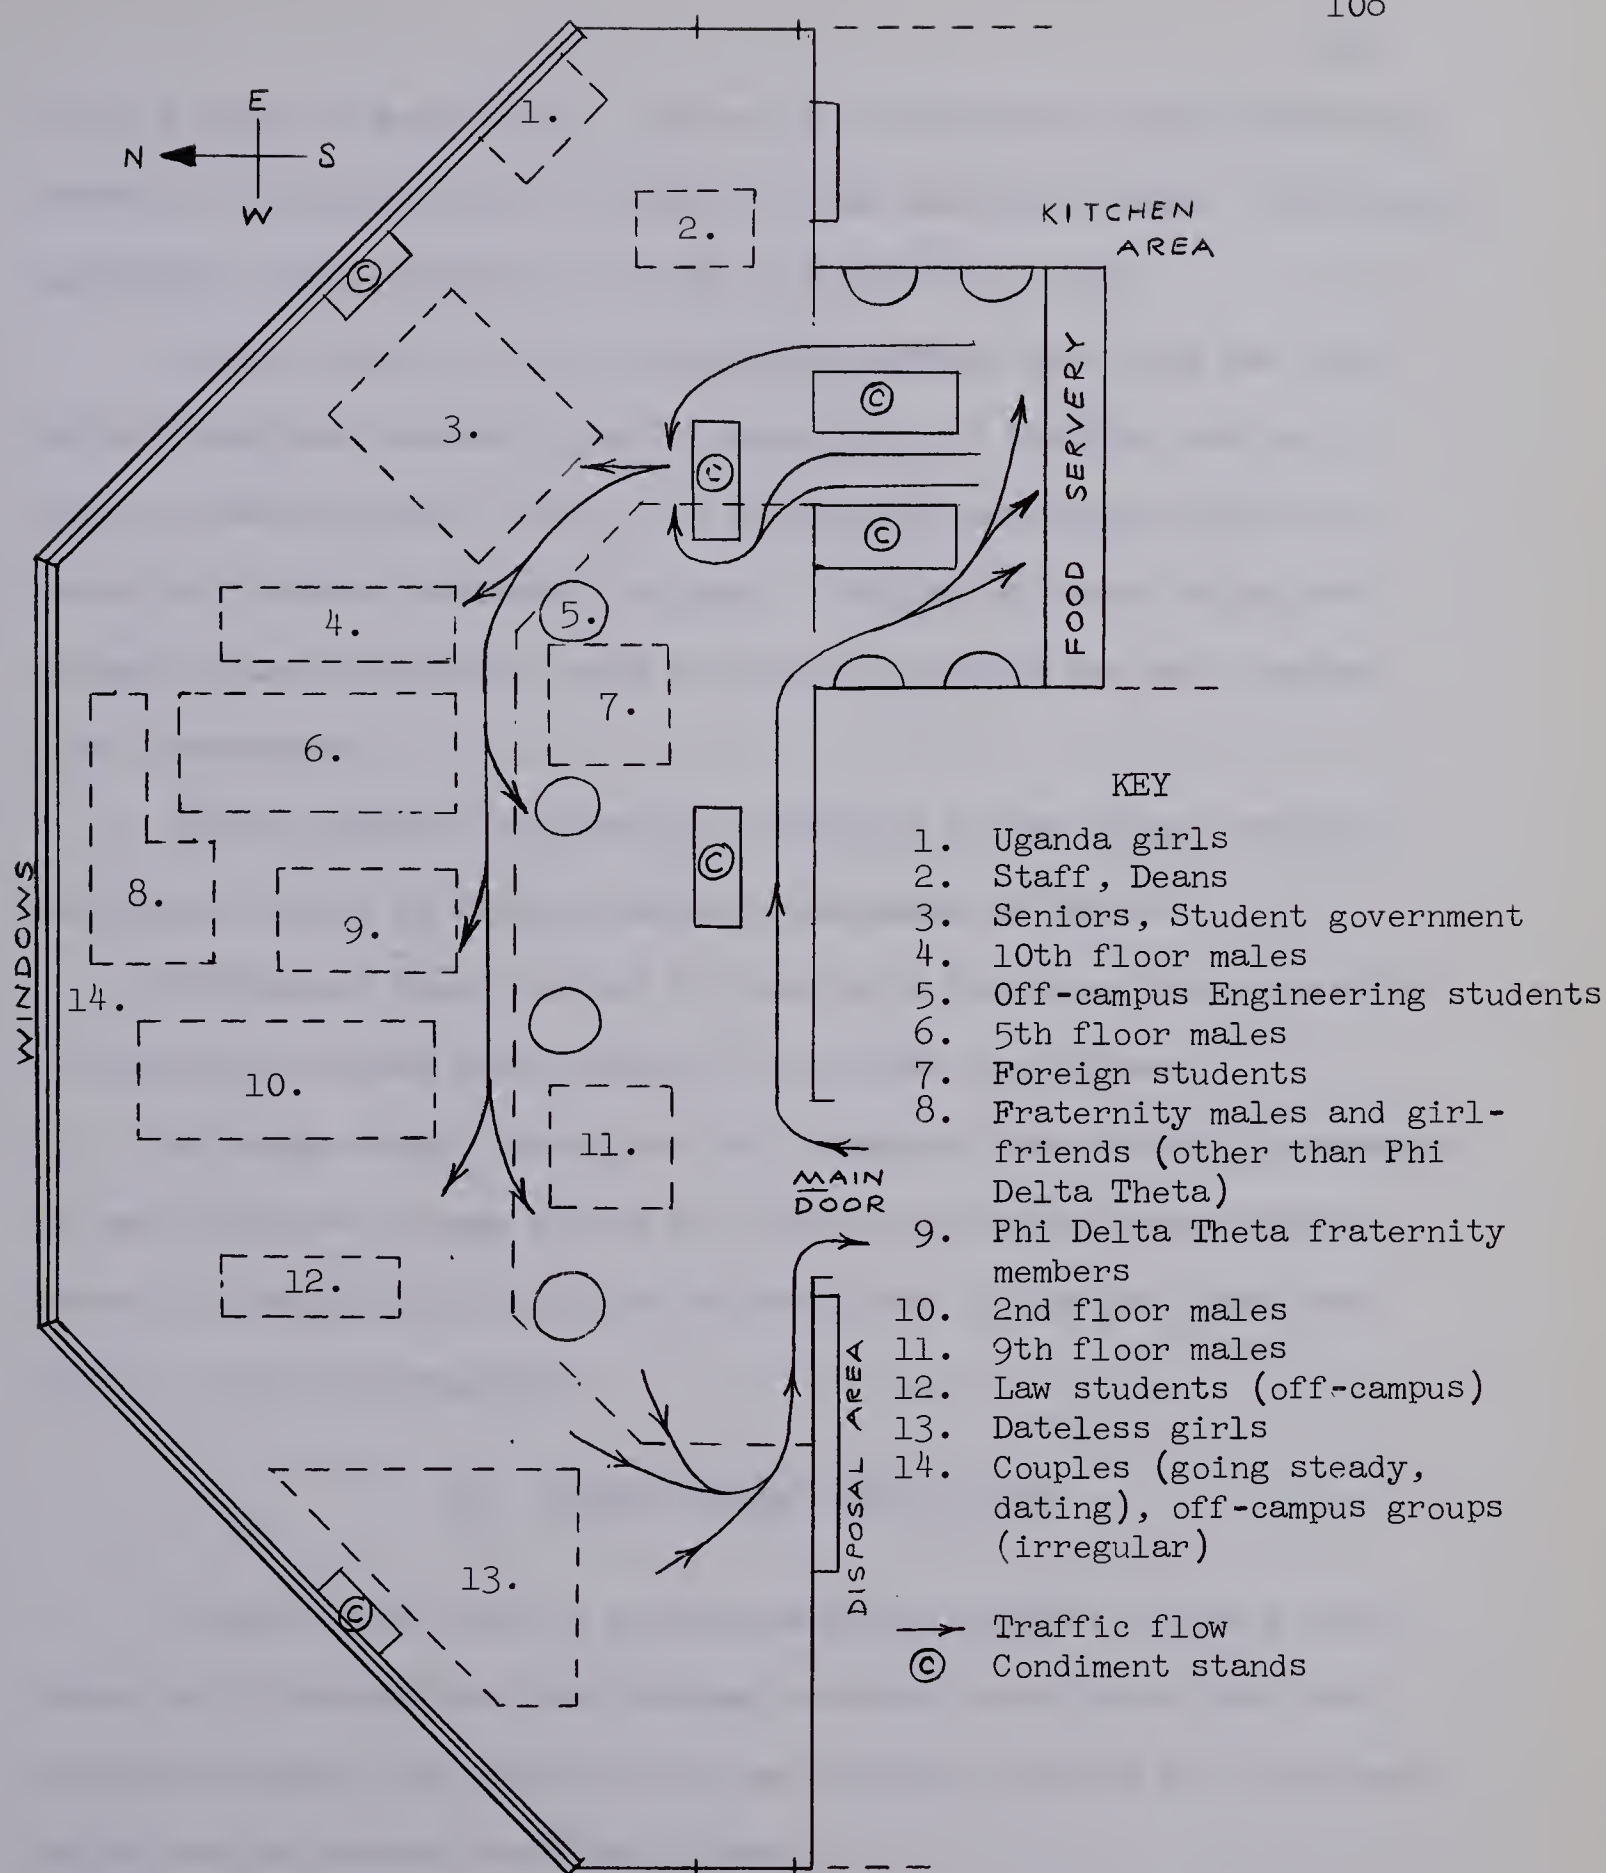 108
E
N S
W
1.
2.
KITCHEN
AREA
©
3.
©
©
©
FOOD SERVERY
4.
5.
6.
7.
8.
9.
©
WINDOWS
14.
10.
11.
MAIN
DOOR
12.
13.
©
DISPOSAL AREA
KEY
1. Uganda girls
2. Staff, Deans
3. Seniors, Student government
4. 10th floor males
5. Off-campus Engineering students
6. 5th floor males
7. Foreign students
8. Fraternity males and girl-
friends (other than Phi
Delta Theta)
9. Phi Delta Theta fraternity
members
10. 2nd floor males
11. 9th floor males
12. Law students (off-campus)
13. Dateless girls
14. Couples (going steady,
dating), off-campus groups
(irregular)
Traffic flow
© Condiment stands